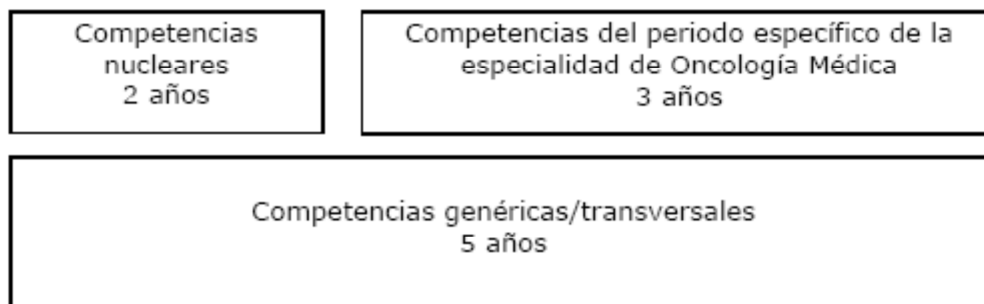 Competencias
nucleares
2 años
Competencias del periodo específico de la
especialidad de Oncología Médica
3 años
Competencias genéricas/transversales
5 años